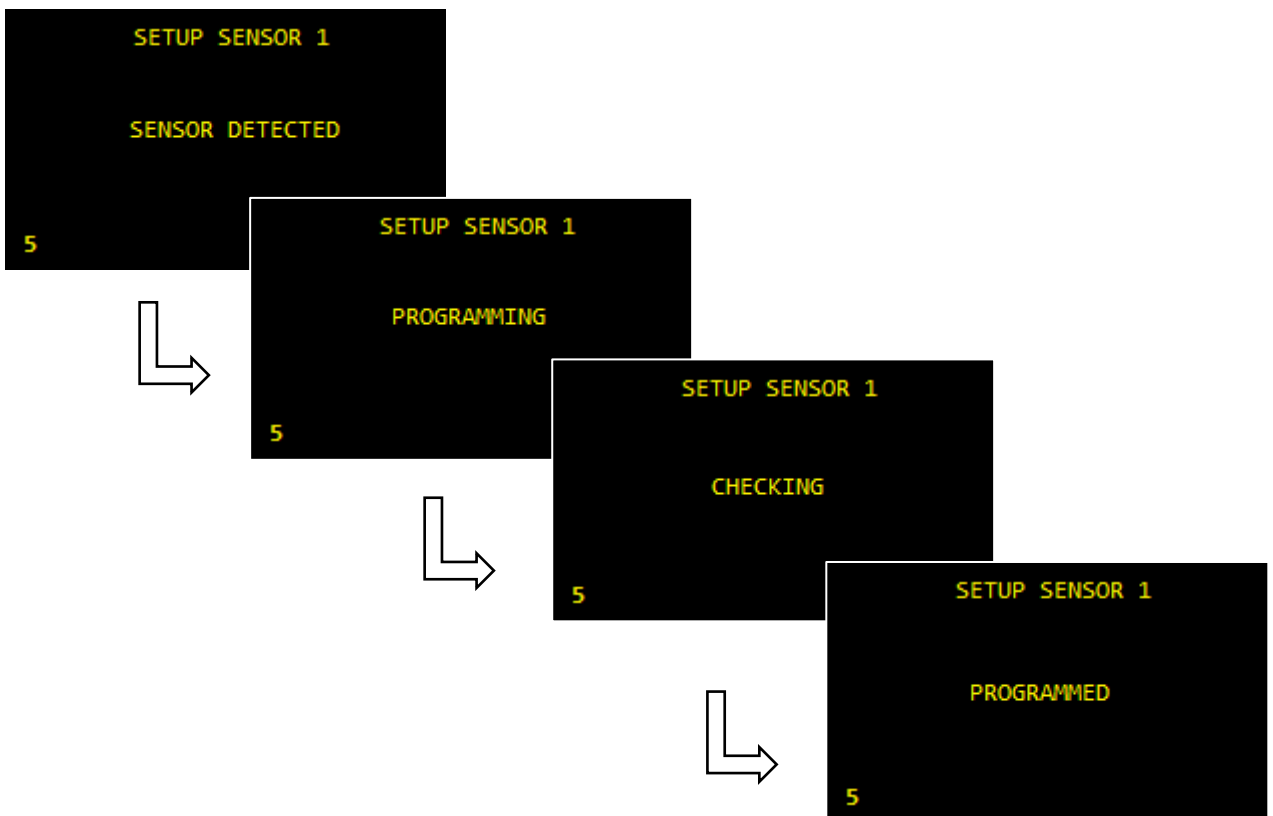 SETUP SENSOR 1
SENSOR DETECTED
5
SETUP SENSOR 1
PROGRAMMING
5
SETUP SENSOR 1
CHECKING
5
SETUP SENSOR 1
PROGRAMMED
5